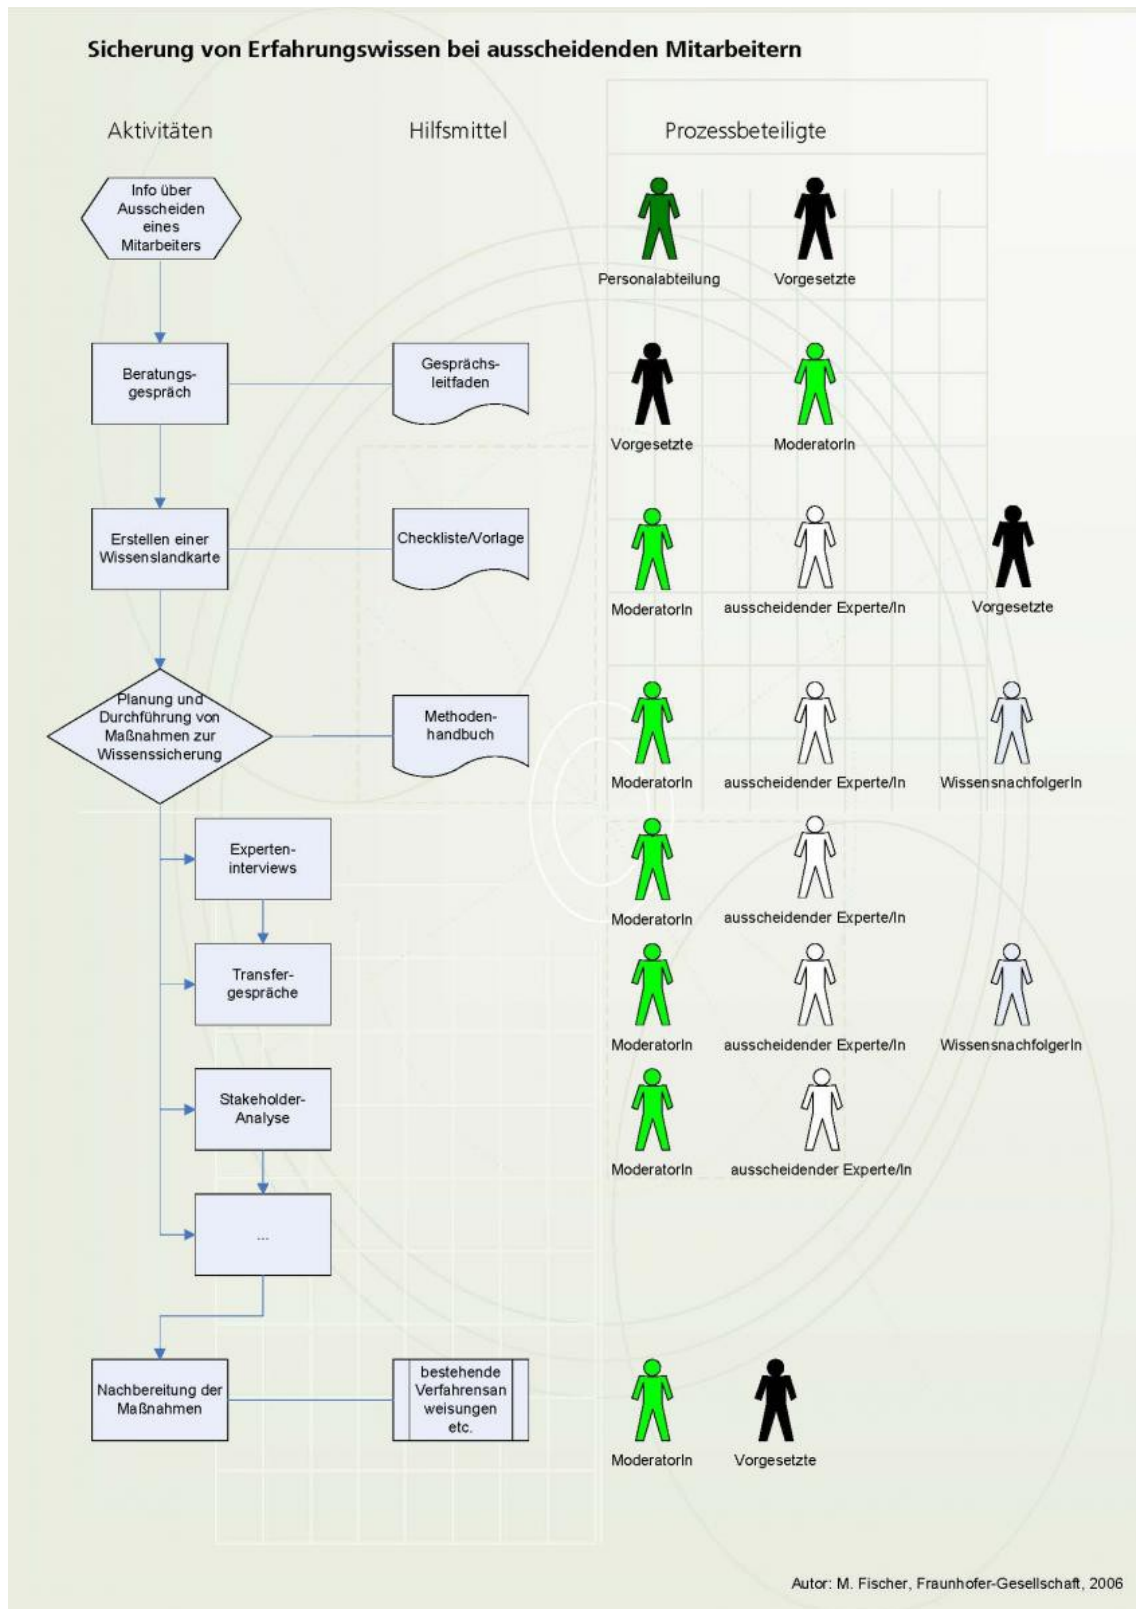 Sicherung von Erfahrungswissen bei ausscheidenden Mitarbeitern
Aktivitäten
Hilfsmittel
Prozessbeteiligte
Info über
Ausscheiden
eines
Mitarbeiters
Personalabteilung
Vorgesetzte
Beratungs-
gespräch
Gesprächs-
leitfaden
Vorgesetzte
ModeratorIn
Erstellen einer
Wissenslandkarte
Checkliste/Vorlage
ModeratorIn
ausscheidender Experte/In
Vorgesetzte
Planung und
Durchführung von
Maßnahmen zur
Wissenssicherung
Methoden-
handbuch
ModeratorIn
ausscheidender Experte/In
WissensnachfolgerIn
Experten-
interviews
ModeratorIn
ausscheidender Experte/In
Transfer-
gespräche
ModeratorIn
ausscheidender Experte/In
WissensnachfolgerIn
Stakeholder-
Analyse
ModeratorIn
ausscheidender Experte/In
...
Nachbereitung der
Maßnahmen
bestehende
Verfahrensan
weisungen
etc.
ModeratorIn
Vorgesetzte
Autor: M. Fischer, Fraunhofer-Gesellschaft, 2006